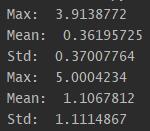 Max:  3.9138772
Mean:  0.36195725
Std:  0.37007764
Max:  5.0004234
Mean:  1.1067812
Std:  1.1114867